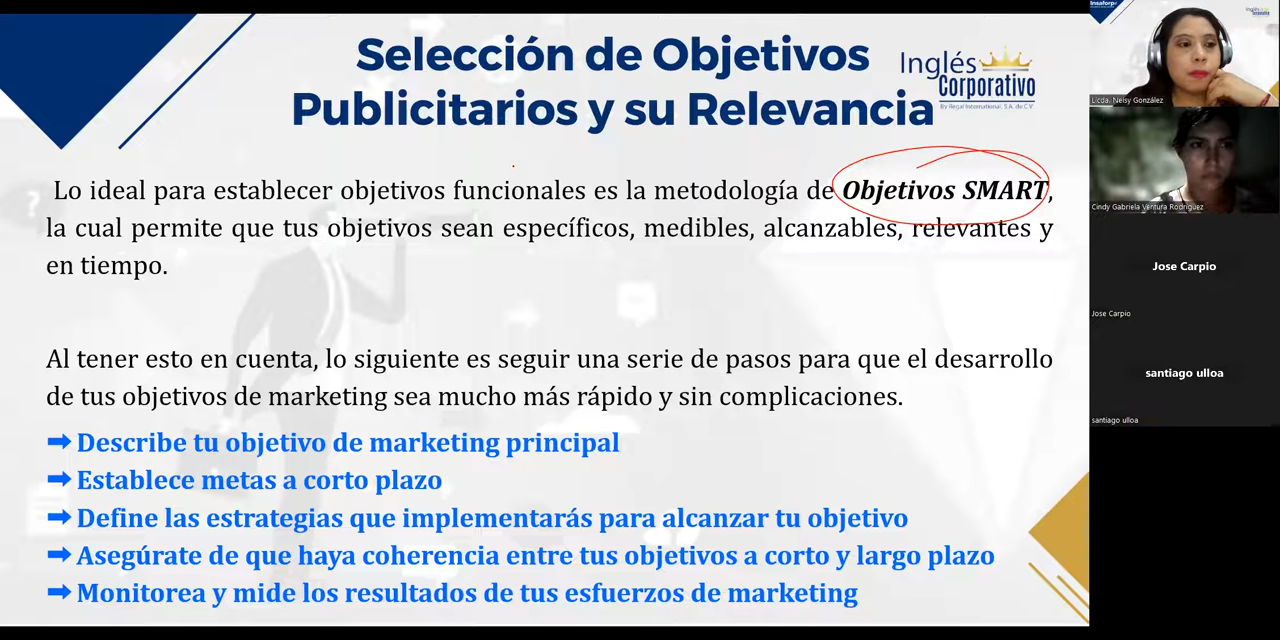 Selección de Objetivos
Publicitarios y su Relevancia
Inglés
Corporativo
By Regal International, S.A. de C.V.
Lo ideal para establecer objetivos funcionales es la metodología de Objetivos SMART,
la cual permite que tus objetivos sean específicos, medibles, alcanzables, relevantes y
en tiempo.
Al tener esto en cuenta, lo siguiente es seguir una serie de pasos para que el desarrollo
de tus objetivos de marketing sea mucho más rápido y sin complicaciones.
Describe tu objetivo de marketing principal
Establece metas a corto plazo
Define las estrategias que implementarás para alcanzar tu objetivo
Asegúrate de que haya coherencia entre tus objetivos a corto y largo plazo
Monitorea y mide los resultados de tus esfuerzos de marketing
Insaforp
Licda. Neisy González
Cindy Gabriela Ventura Rodriguez
Jose Carpio
Jose Carpio
santiago ulloa
santiago ulloa